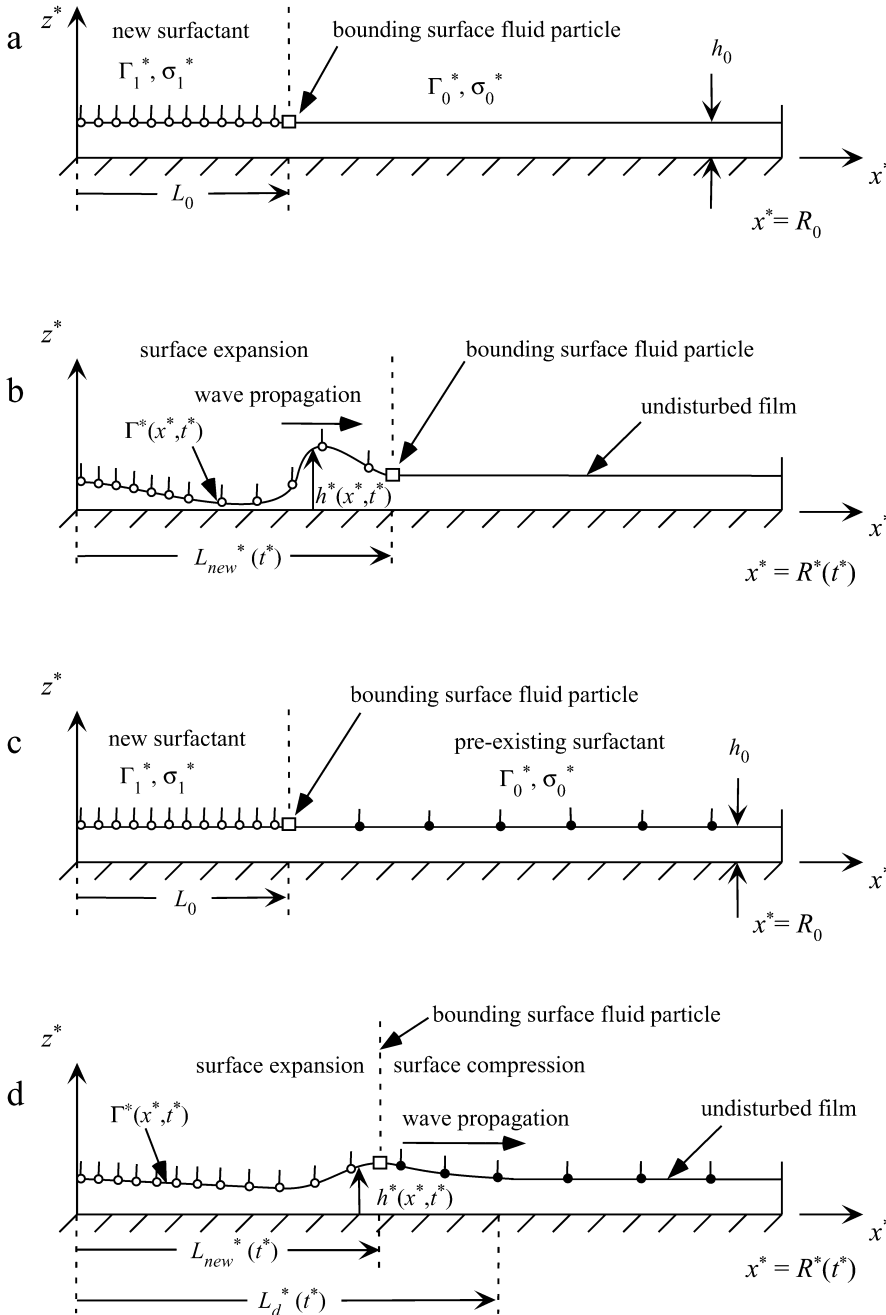 a
z*
new surfactant
Γ₁*, σ₁*
bounding surface fluid particle
Γ₀*, σ₀*
h₀
L₀
x*
x*= R₀
b
z*
surface expansion
wave propagation
Γ*(x*,t*)
bounding surface fluid particle
undisturbed film
h*(x*,t*)
Lₙₑw* (t*)
x*
x* = R*(t*)
c
z*
new surfactant
Γ₁*, σ₁*
bounding surface fluid particle
pre-existing surfactant
Γ₀*, σ₀*
h₀
L₀
x*
x*= R₀
d
z*
bounding surface fluid particle
surface expansion
surface compression
Γ*(x*,t*)
wave propagation
undisturbed film
h*(x*,t*)
Lₙₑw* (t*)
L_d* (t*)
x*
x* = R*(t*)